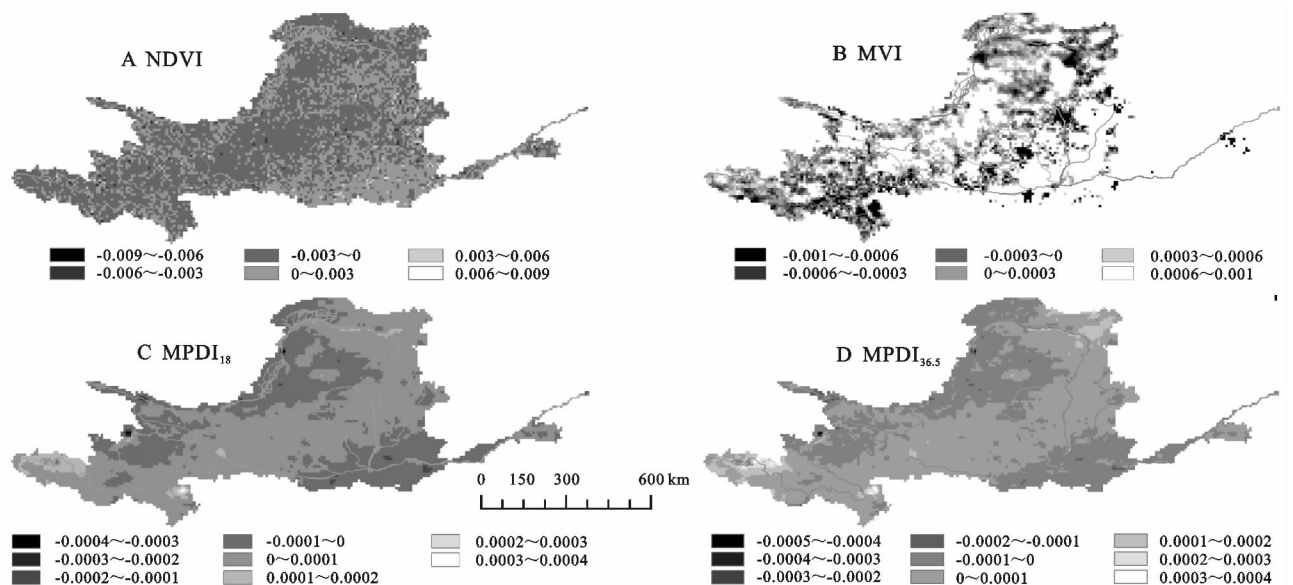 A NDVI
B MVI
-0.009～-0.006 -0.003～0 0.003～0.006
-0.006～-0.003 0～0.003 0.006～0.009
-0.001～-0.0006 -0.0003～0 0.0003～0.0006
-0.0006～-0.0003 0～0.0003 0.0006～0.001
C MPDI18
D MPDI36.5
0 150 300 600 km
-0.0004～-0.0003 -0.0001～0 0.0002～0.0003
-0.0003～-0.0002 0～0.0001 0.0003～0.0004
-0.0002～-0.0001 0.0001～0.0002
-0.0005～-0.0004 -0.0002～-0.0001 0.0001～0.0002
-0.0004～-0.0003 -0.0001～0 0.0002～0.0003
-0.0003～-0.0002 0～0.0001 0.0003～0.0004